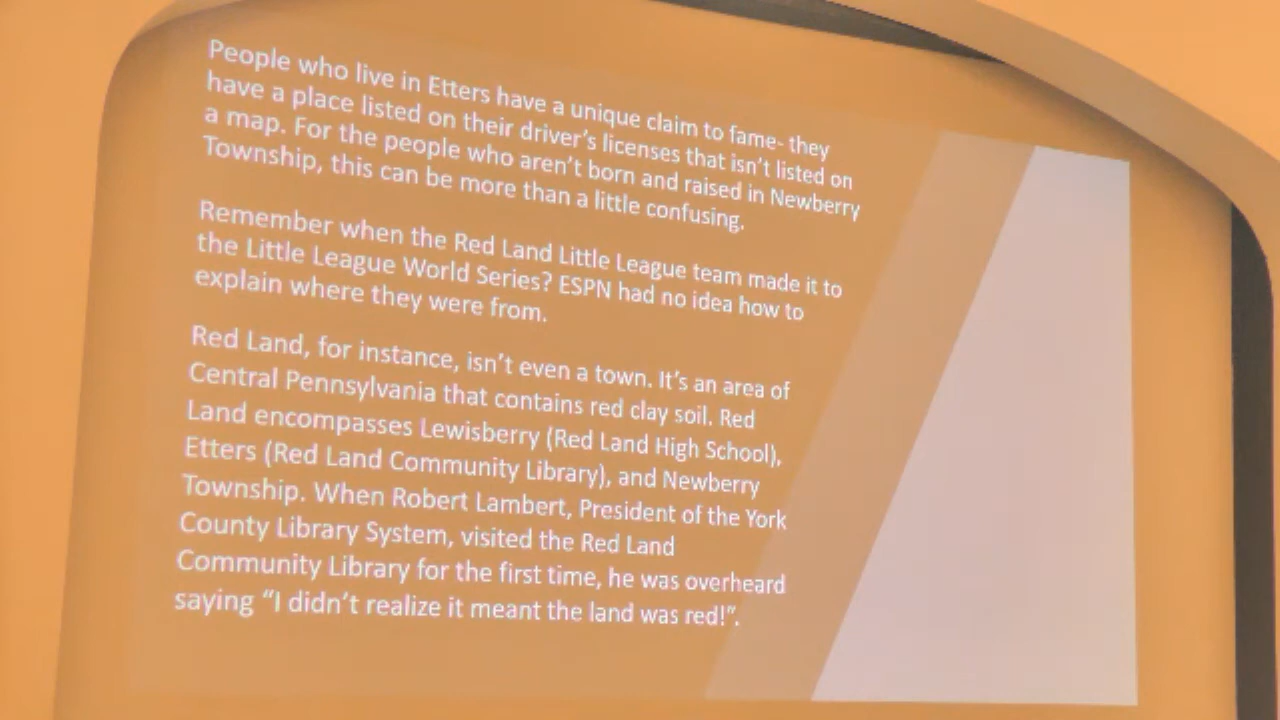 People who live in Etters have a unique claim to fame- they
have a place listed on their driver's licenses that isn't listed on
a map. For the people who aren't born and raised in Newberry
Township, this can be more than a little confusing.
Remember when the Red Land Little League team made it to
the Little League World Series? ESPN had no idea how to
explain where they were from.
Red Land, for instance, isn't even a town. It's an area of
Central Pennsylvania that contains red clay soil. Red
Land encompasses Lewisberry (Red Land High School),
Etters (Red Land Community Library), and Newberry
Township. When Robert Lambert, President of the York
County Library System, visited the Red Land
Community Library for the first time, he was overheard
saying “I didn't realize it meant the land was red!”.